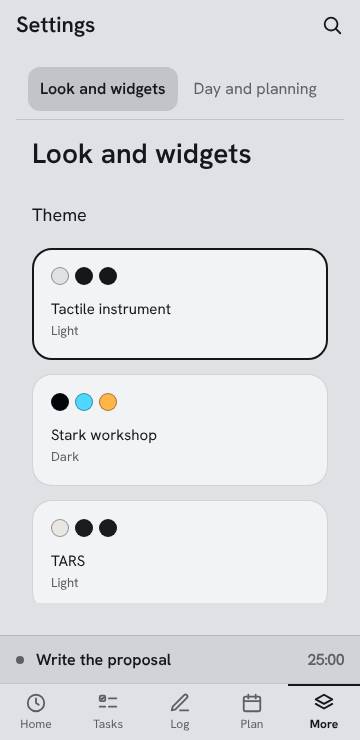 Settings
Look and widgets
Day and planning
Look and widgets
Theme
Tactile instrument
Light
Stark workshop
Dark
TARS
Light
Write the proposal 25:00
Home Tasks Log Plan More